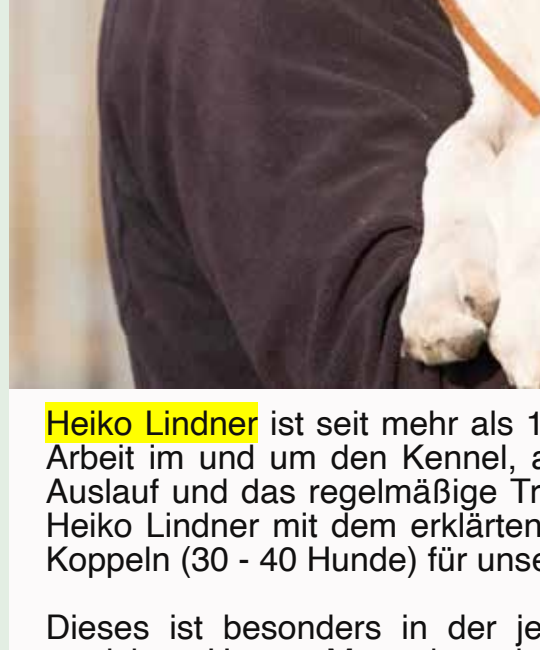 Heiko Lindner ist seit mehr als 1
Arbeit im und um den Kennel, a
Auslauf und das regelmäßige Tr
Heiko Lindner mit dem erklärten
Koppeln (30 - 40 Hunde) für unse
Dieses ist besonders in der je